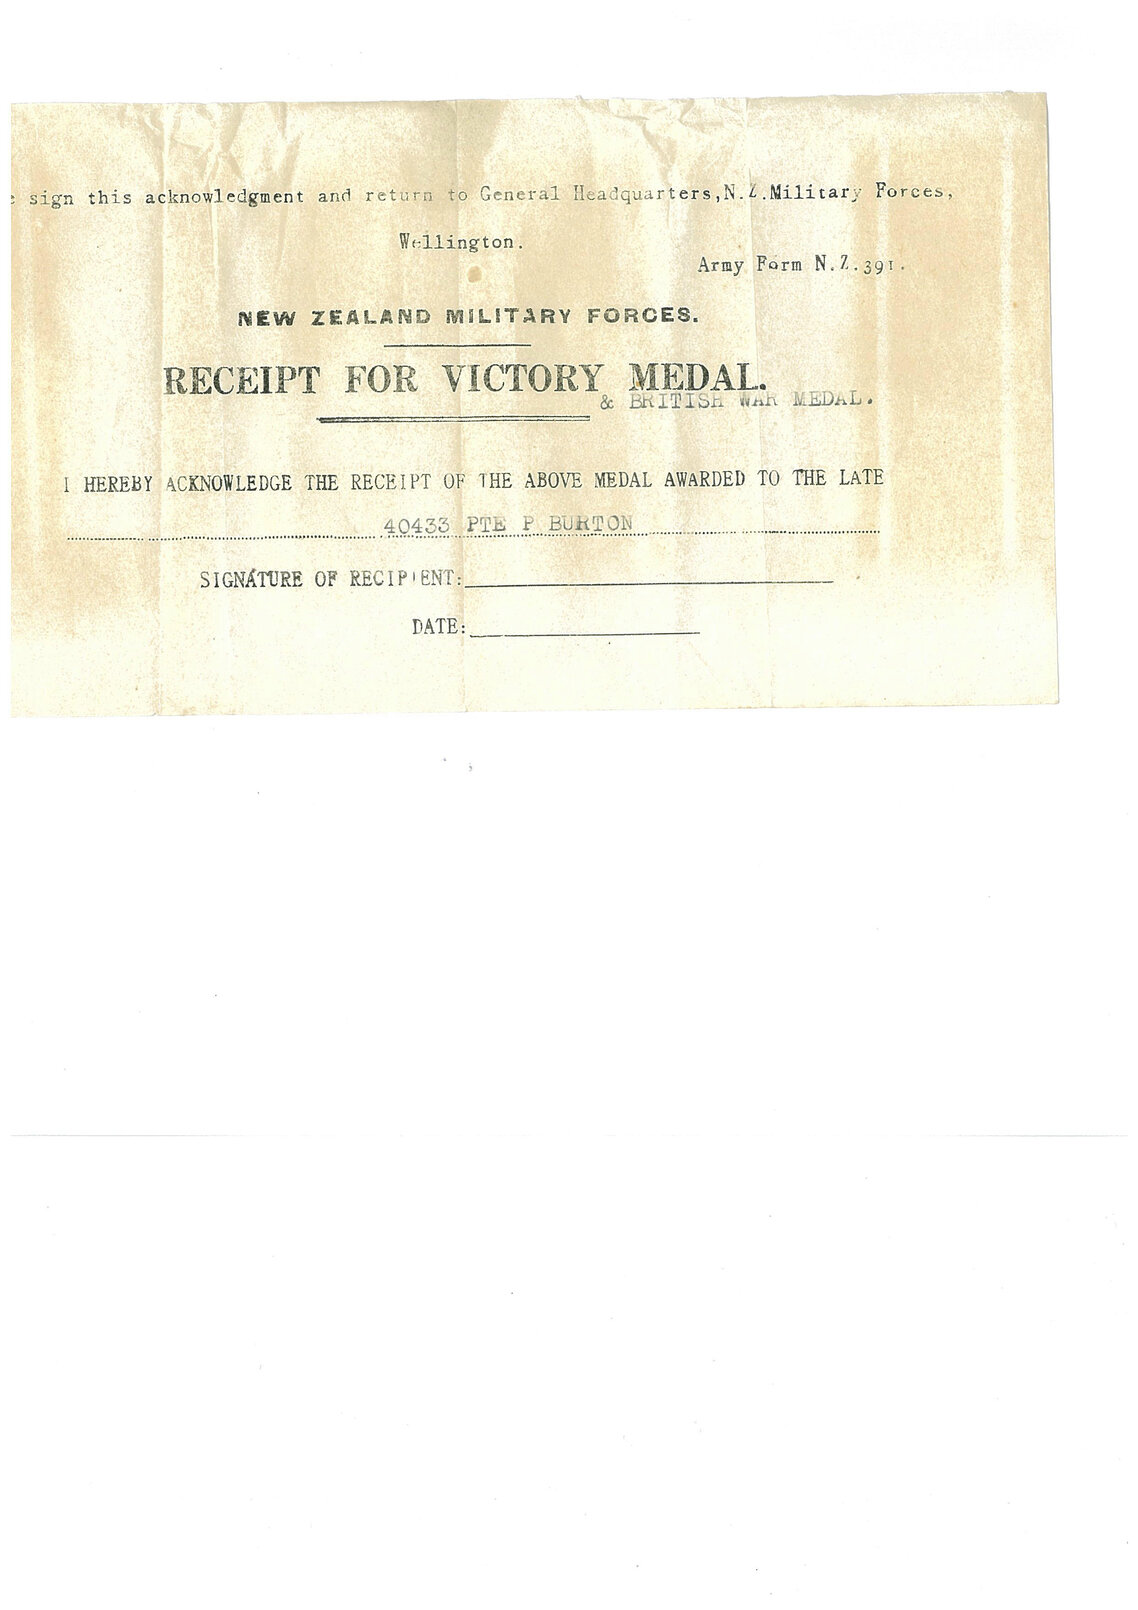 sign this acknowledgment and return to General Headquarters,N.Z.Military Forces,
Wellington.
Army Form N.Z.391.
NEW ZEALAND MILITARY FORCES.
RECEIPT FOR VICTORY MEDAL.
& BRITISH WAR MEDAL.
I HEREBY ACKNOWLEDGE THE RECEIPT OF THE ABOVE MEDAL AWARDED TO THE LATE
40433 PTE P BURTON
SIGNATURE OF RECIPIENT:
DATE: